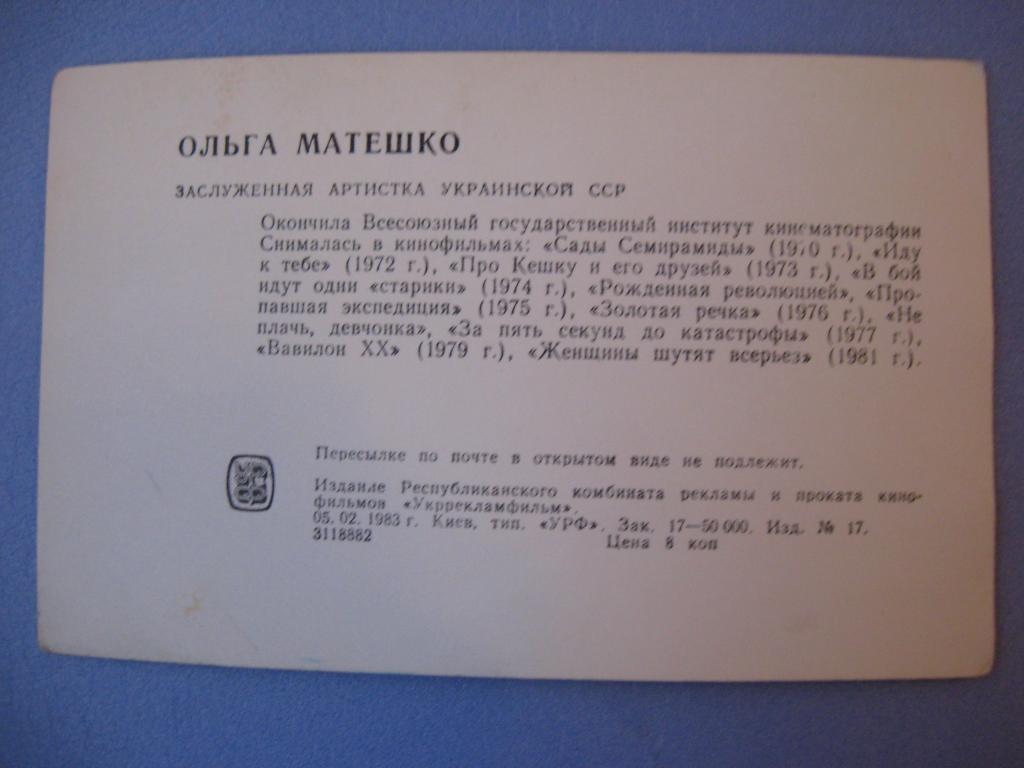 ОЛЬГА МАТЕШКО
ЗАСЛУЖЕННАЯ АРТИСТКА УКРАИНСКОЙ ССР
Окончила Всесоюзный государственный институт кинематографии
Снималась в кинофильмах: «Сады Семирамиды» (1970 г.), «Иду
к тебе» (1972 г.), «Про Кешку и его друзей» (1973 г.), «В бой
идут одни «старики» (1974 г.), «Рожденная революцией», «Про-
павшая экспедиция» (1975 г.), «Золотая речка» (1976 г.), «Не
плачь, девчонка», «За пять секунд до катастрофы» (1977 г.),
«Вавилон XX» (1979 г.), «Женщины шутят всерьез» (1981 г.).
Пересылке по почте в открытом виде не подлежит.
Издание Республиканского комбината рекламы и проката кино-
фильмов «Укррекламфильм».
05. 02. 1983 г. Киев, тип. «УРФ». Зак. 17—50 000. Изд. № 17.
3118882 Цена 8 коп